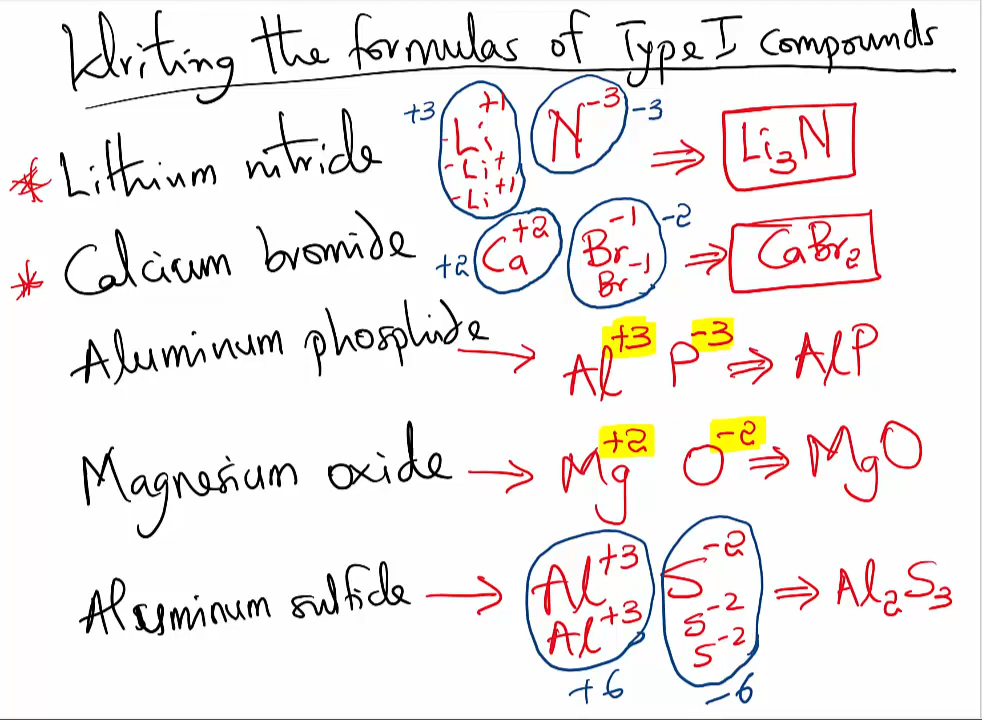 Writing the formulas of Type I compounds
* Lithium nitride +3 Li+1 Li+ Li+1 N-3 -3 ⇒ Li3N
* Calcium bromide +2 Ca+2 Br-1 Br-1 -2 ⇒ CaBr2
Aluminum phosphide → Al+3 P-3 ⇒ AlP
Magnesium oxide → Mg+2 O-2 ⇒ MgO
Aluminum sulfide → Al+3 Al+3 S-2 S-2 S-2 ⇒ Al2S3
+6 -6